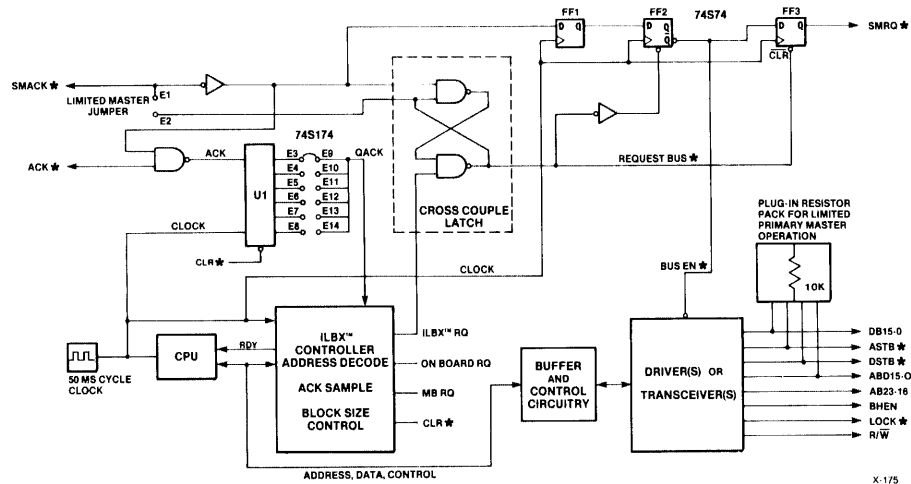 FF1
FF2
74S74
FF3
D Q
D Q
Q
D Q
SMRQ*
CLR
SMACK*
E1
LIMITED MASTER
JUMPER
E2
74S174
ACK*
ACK
U1
E3 E9
QACK
E4 E10
E5 E11
E6 E12
E7 E13
E8 E14
CROSS COUPLE
LATCH
REQUEST BUS*
CLOCK
CLR*
CLOCK
PLUG-IN RESISTOR
PACK FOR LIMITED
PRIMARY MASTER
OPERATION
10K
BUS EN*
50 MS CYCLE
CLOCK
CPU
RDY
ILBX™
CONTROLLER
ADDRESS DECODE
ACK SAMPLE
BLOCK SIZE
CONTROL
ILBX™ RQ
ON BOARD RQ
MB RQ
CLR*
BUFFER
AND
CONTROL
CIRCUITRY
DRIVER(S) OR
TRANSCEIVER(S)
DB15-0
ASTB*
DSTB*
ABD15-0
AB23-16
BHEN
LOCK*
R/W
ADDRESS, DATA, CONTROL
X-175